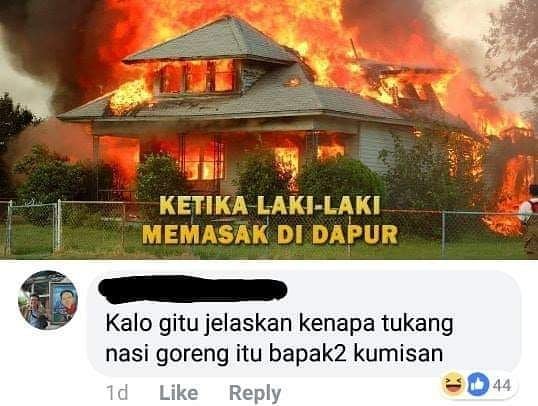 KETIKA LAKI-LAKI
MEMASAK DI DAPUR
Kalo gitu jelaskan kenapa tukang
nasi goreng itu bapak2 kumisan
1d Like Reply
44